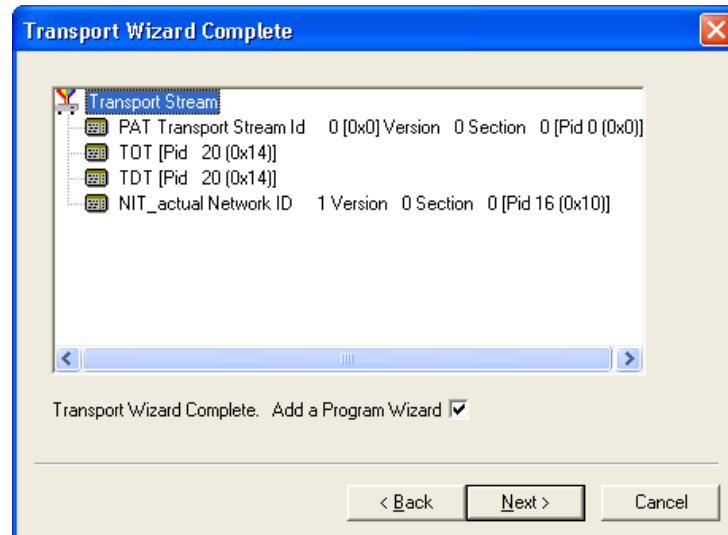 Transport Wizard Complete
Transport Stream
PAT Transport Stream Id 0 [0x0] Version 0 Section 0 [Pid 0 (0x0)]
TOT [Pid 20 (0x14)]
TDT [Pid 20 (0x14)]
NIT_actual Network ID 1 Version 0 Section 0 [Pid 16 (0x10)]
Transport Wizard Complete. Add a Program Wizard
< Back Next > Cancel